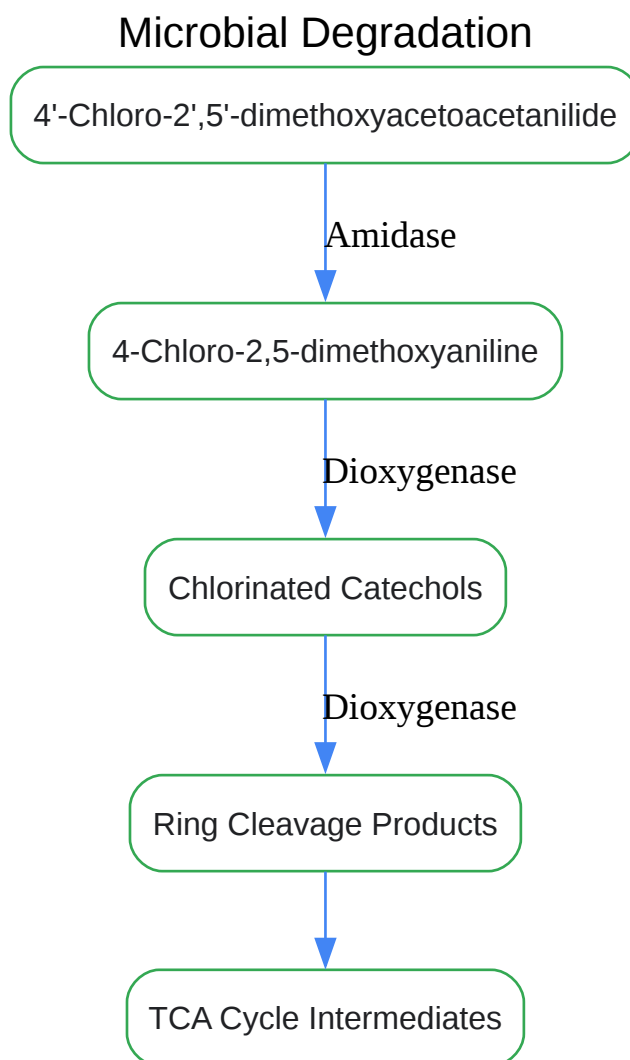 Microbial Degradation
4'-Chloro-2',5'-dimethoxyacetoacetanilide
Amidase
4-Chloro-2,5-dimethoxyaniline
Dioxygenase
Chlorinated Catechols
Dioxygenase
Ring Cleavage Products
TCA Cycle Intermediates